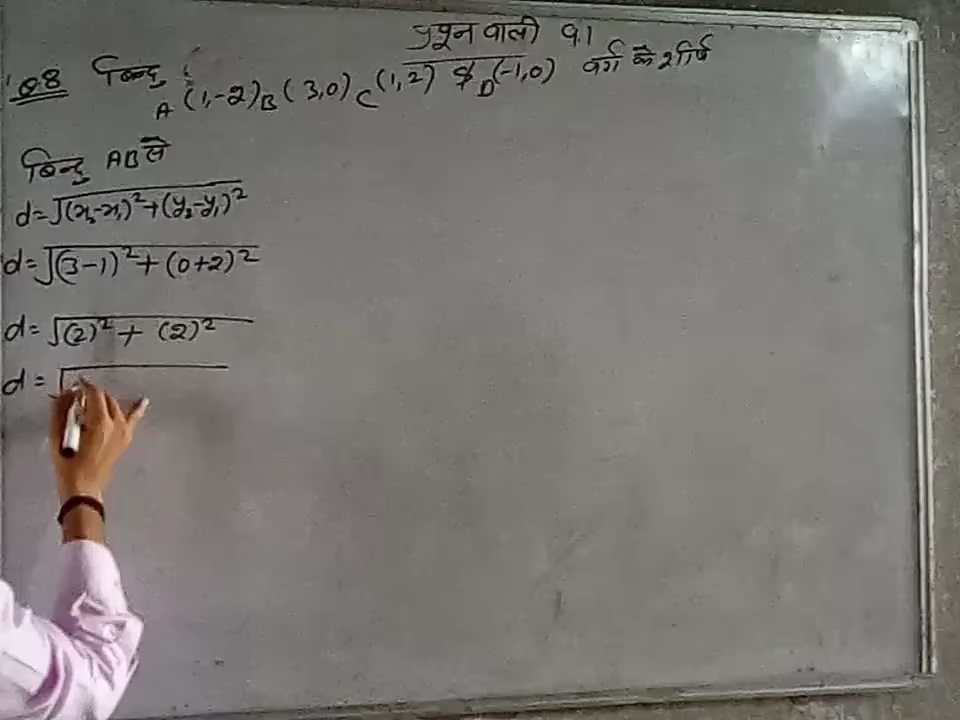 प्रश्न वाली 9.1
Q8 बिन्दु A (1,-2) B (3,0) C (1,2) D (-1,0) वर्ग के शीर्ष
बिन्दु AB से
d=√(x₂-x₁)²+(y₂-y₁)²
d=√(3-1)²+(0+2)²
d=√(2)²+(2)²
d=√